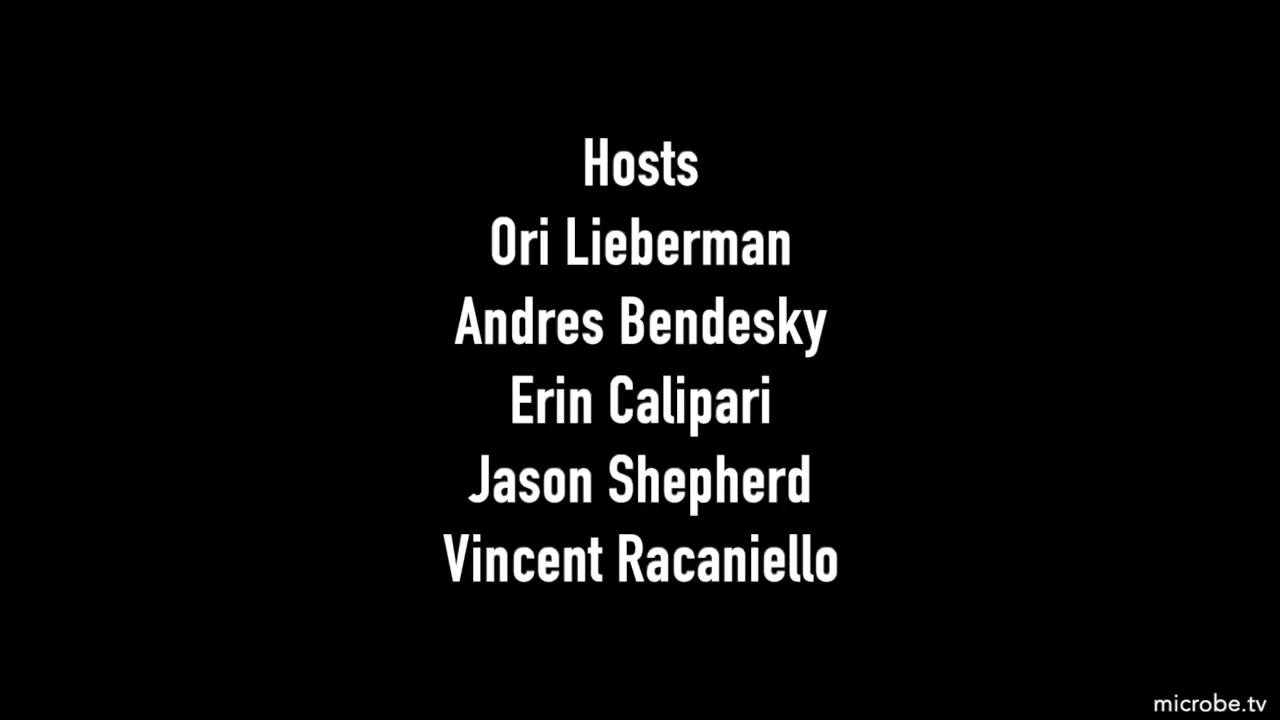 Hosts
Ori Lieberman
Andres Bendesky
Erin Calipari
Jason Shepherd
Vincent Racaniello
microbe.tv